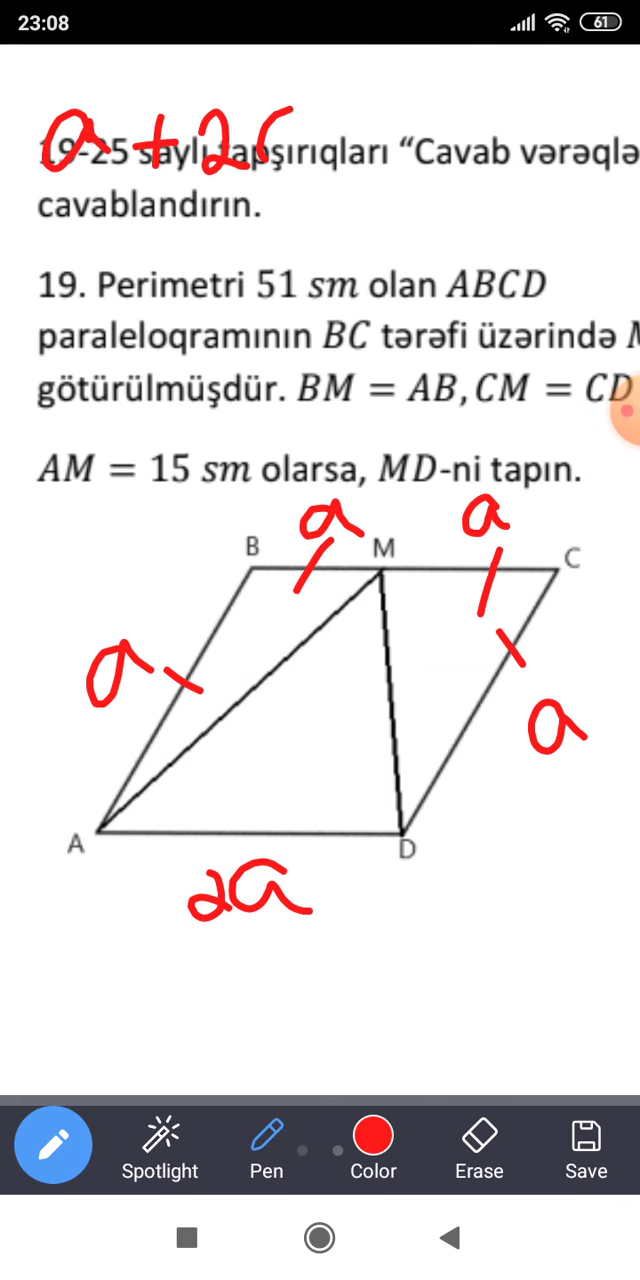 23:08
61
a + 2
19-25 saylı tapşırıqları “Cavab vərəqlə
cavablandırın.
19. Perimetri 51 sm olan ABCD
paraleloqramının BC tərəfi üzərində
götürülmüşdür. BM = AB, CM = CD
AM = 15 sm olarsa, MD-ni tapın.
a
a
B
M
C
a
a
A
D
2a
Spotlight
Pen
Color
Erase
Save